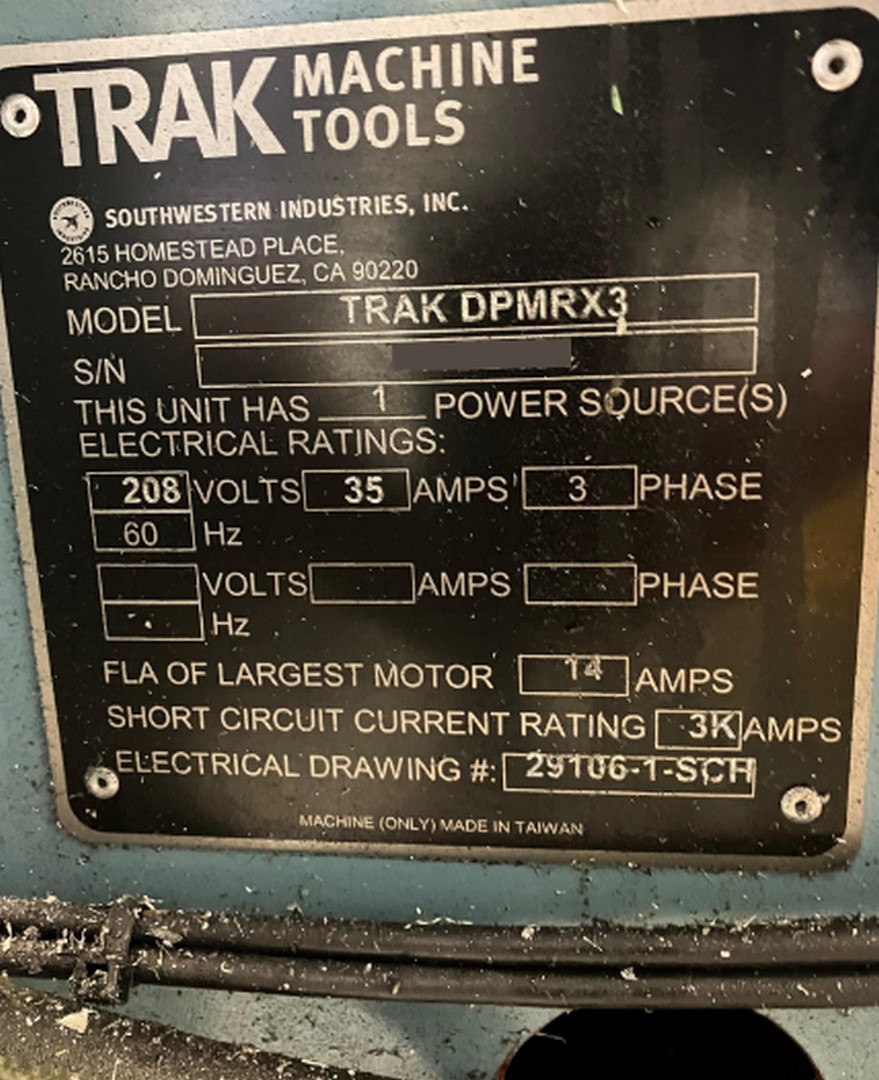 TRAK MACHINE TOOLS
SOUTHWESTERN INDUSTRIES, INC.
2615 HOMESTEAD PLACE,
RANCHO DOMINGUEZ, CA 90220
MODEL TRAK DPMRX3
S/N
THIS UNIT HAS 1 POWER SOURCE(S)
ELECTRICAL RATINGS:
208 VOLTS 35 AMPS 3 PHASE
60 Hz
VOLTS AMPS PHASE
Hz
FLA OF LARGEST MOTOR 14 AMPS
SHORT CIRCUIT CURRENT RATING 3K AMPS
ELECTRICAL DRAWING #: 29106-1-SCH
MACHINE (ONLY) MADE IN TAIWAN